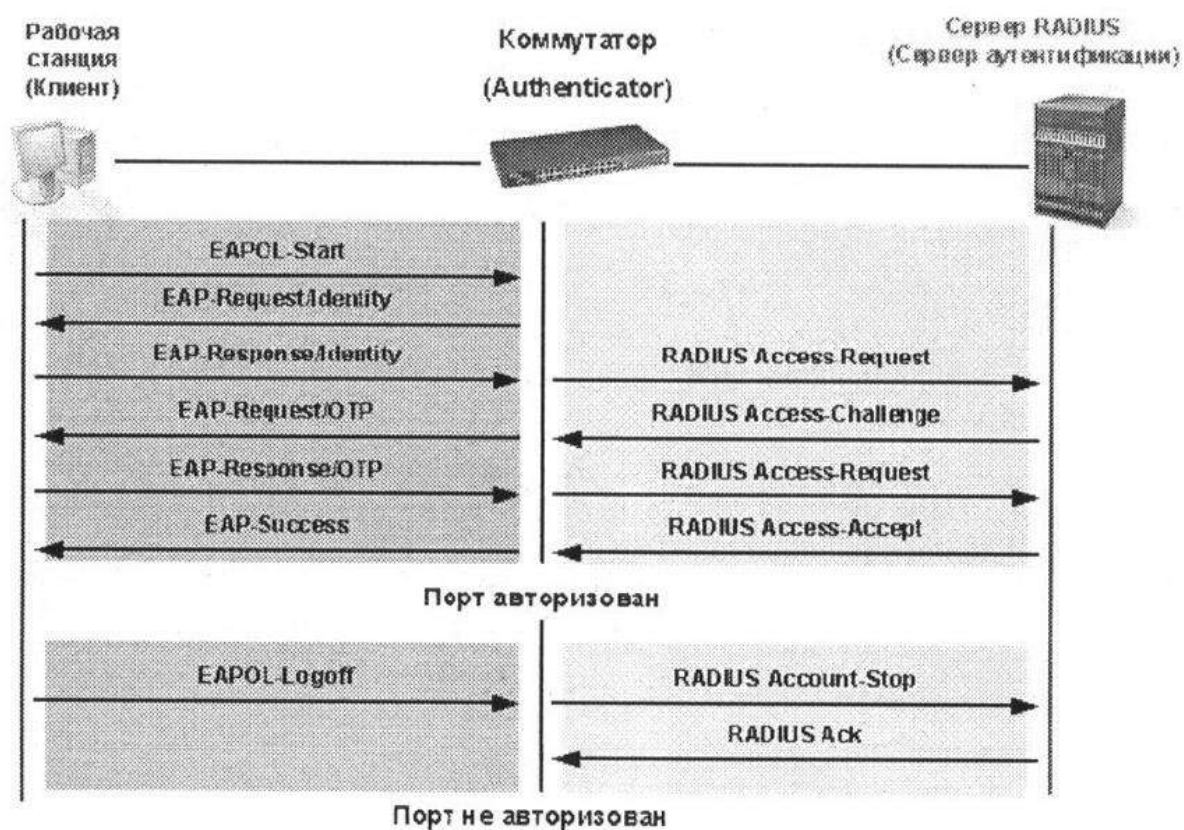 Рабочая
станция
(Клиент)
Коммутатор
(Authenticator)
Сервер RADIUS
(Сервер аутентификации)
EAPOL-Start
EAP-Request/Identity
EAP-Response/Identity
RADIUS Access-Request
EAP-Request/OTP
RADIUS Access-Challenge
EAP-Response/OTP
RADIUS Access-Request
EAP-Success
RADIUS Access-Accept
Порт авторизован
EAPOL-Logoff
RADIUS Account-Stop
RADIUS Ack
Порт не авторизован